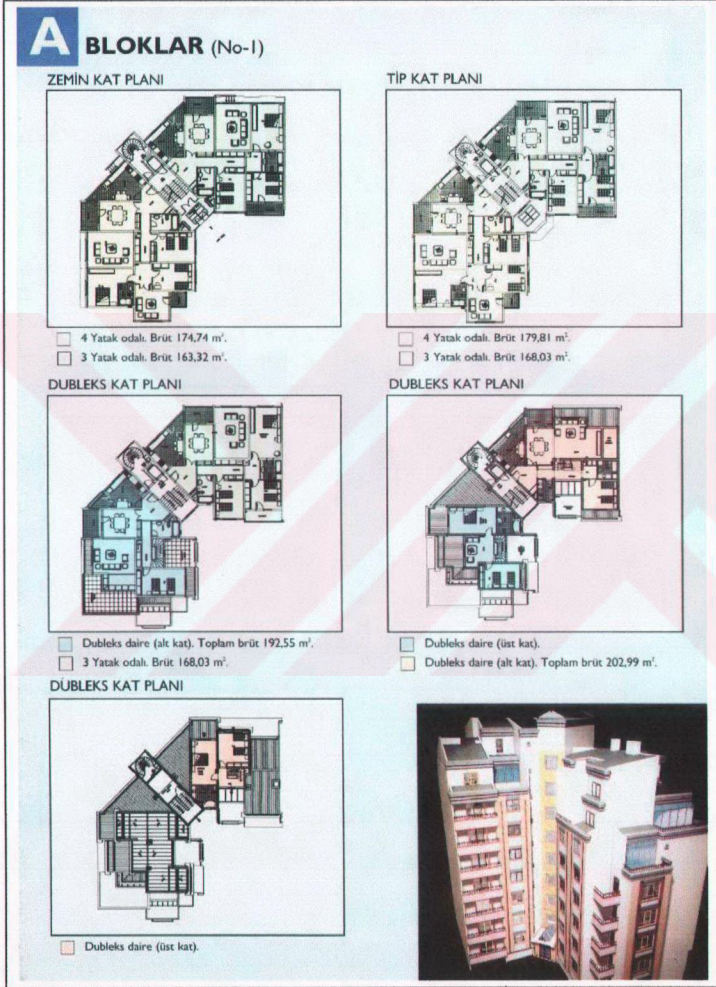 A BLOKLAR (No-1)
ZEMİN KAT PLANI
TİP KAT PLANI
4 Yatak odalı. Brüt 174,74 m².
3 Yatak odalı. Brüt 163,32 m².
4 Yatak odalı. Brüt 179,81 m².
3 Yatak odalı. Brüt 168,03 m².
DUBLEKS KAT PLANI
DUBLEKS KAT PLANI
Dubleks daire (alt kat). Toplam brüt 192,55 m².
3 Yatak odalı. Brüt 168,03 m².
Dubleks daire (üst kat).
Dubleks daire (alt kat). Toplam brüt 202,99 m².
DUBLEKS KAT PLANI
Dubleks daire (üst kat).